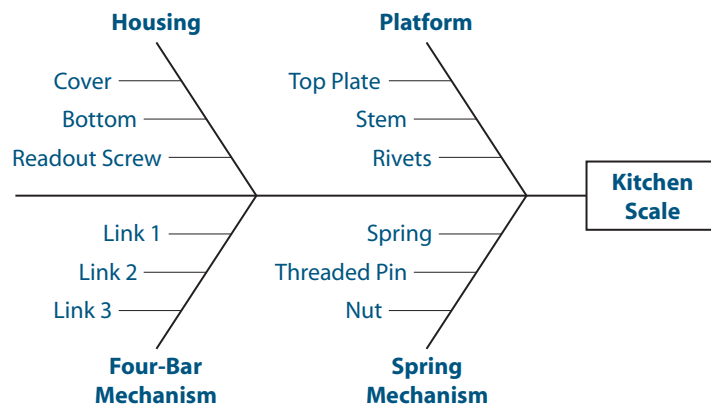 Housing
Platform
Cover
Top Plate
Bottom
Stem
Readout Screw
Rivets
Kitchen
Scale
Link 1
Spring
Link 2
Threaded Pin
Link 3
Nut
Four-Bar
Mechanism
Spring
Mechanism